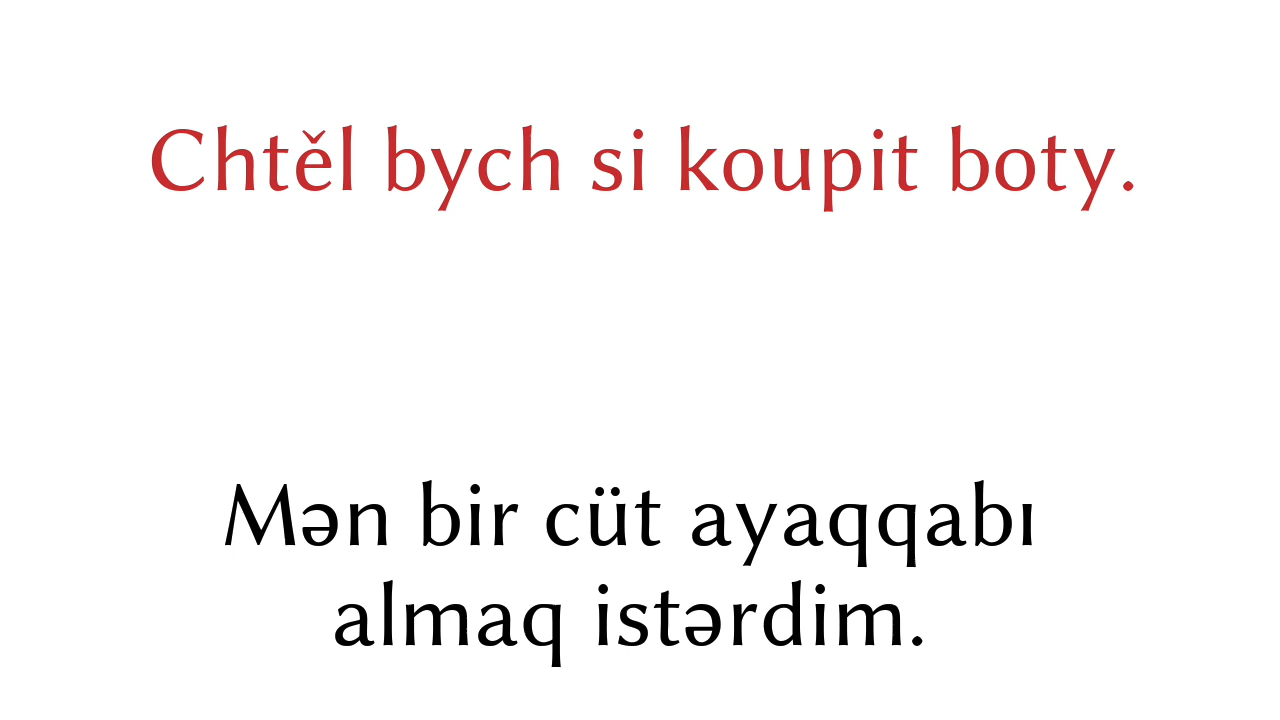 Chtěl bych si koupit boty.
Mən bir cüt ayaqqabı
almaq istərdim.